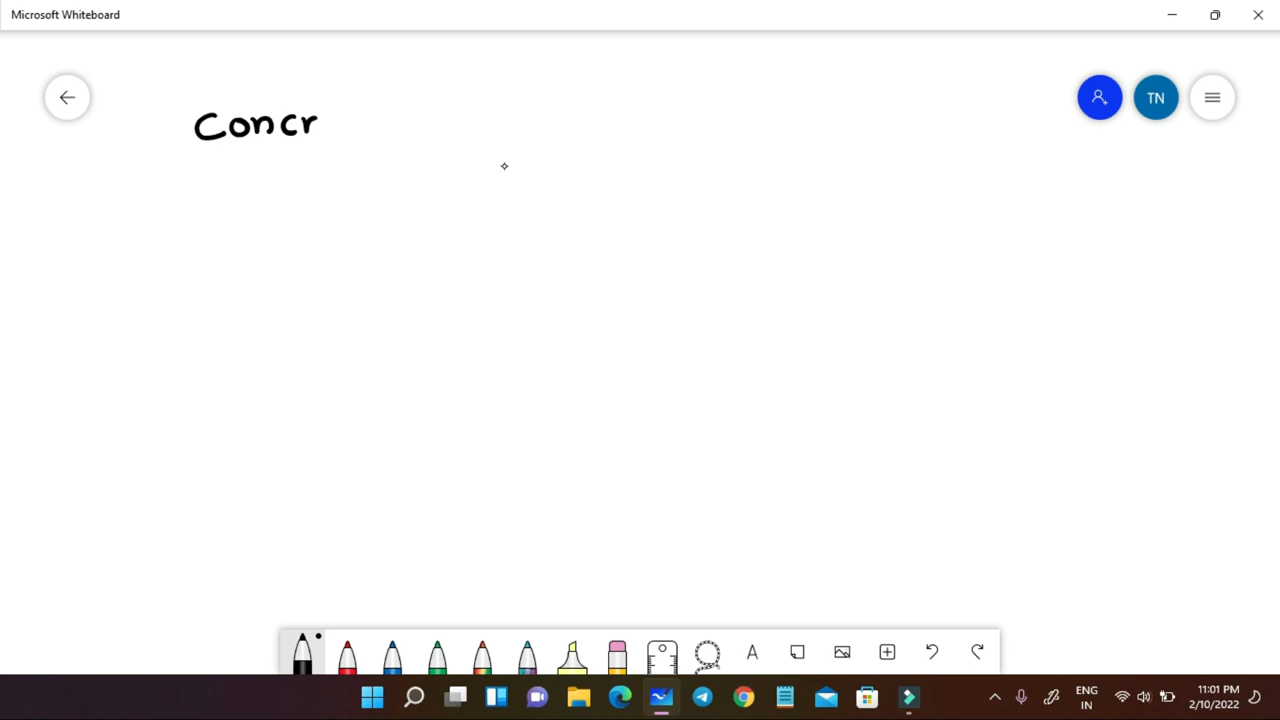 Microsoft Whiteboard
TN
Concr
A
ENG
IN
11:01 PM
2/10/2022